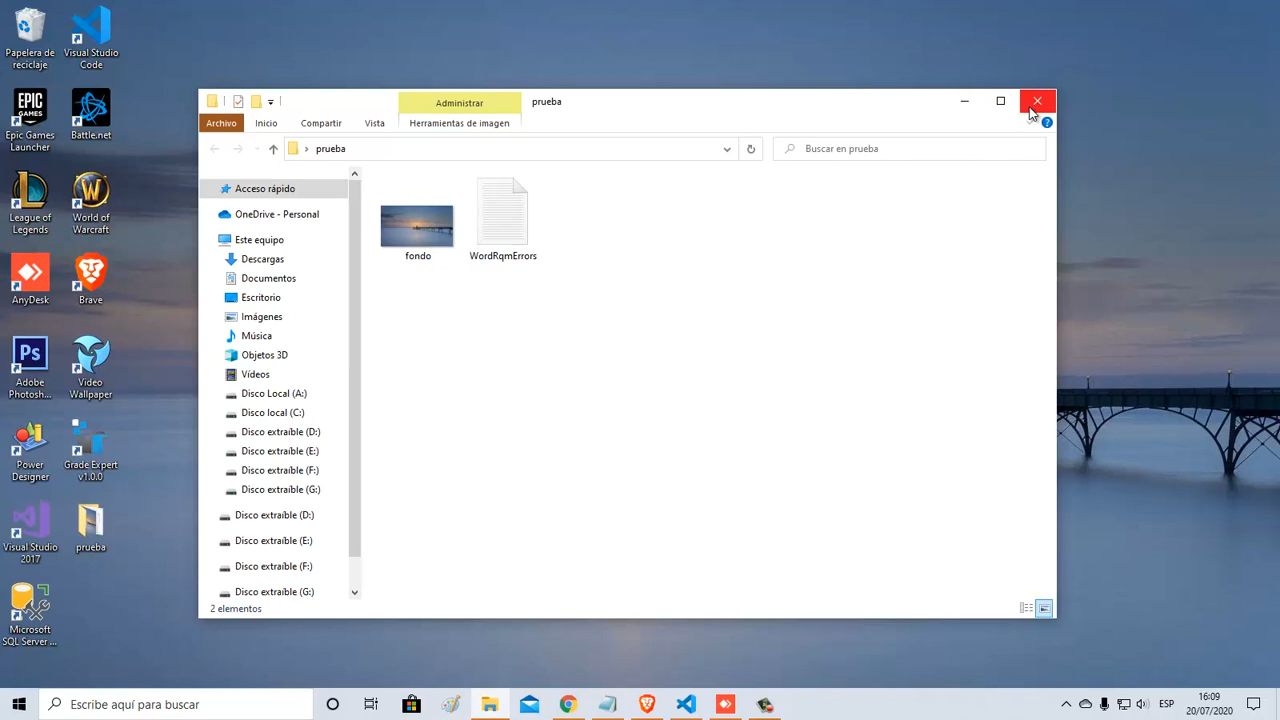 Papelera de
reciclaje
Visual Studio
Code
EPIC
GAMES
Epic Games
Launcher
Battle.net
League of
Legends
World of
Warcraft
AnyDesk
Brave
Ps
Adobe
Photosh...
Video
Wallpaper
Power
Designer
Grade Expert
v1.0.0
Visual Studio
2017
prueba
Microsoft
SQL Server ...
Administrar
prueba
Archivo
Inicio
Compartir
Vista
Herramientas de imagen
prueba
Buscar en prueba
Acceso rápido
OneDrive - Personal
Este equipo
Descargas
Documentos
Escritorio
Imágenes
Música
Objetos 3D
Vídeos
Disco Local (A:)
Disco local (C:)
Disco extraíble (D:)
Disco extraíble (E:)
Disco extraíble (F:)
Disco extraíble (G:)
Disco extraíble (D:)
Disco extraíble (E:)
Disco extraíble (F:)
Disco extraíble (G:)
fondo
WordRqmErrors
2 elementos
Escribe aquí para buscar
ESP
16:09
20/07/2020